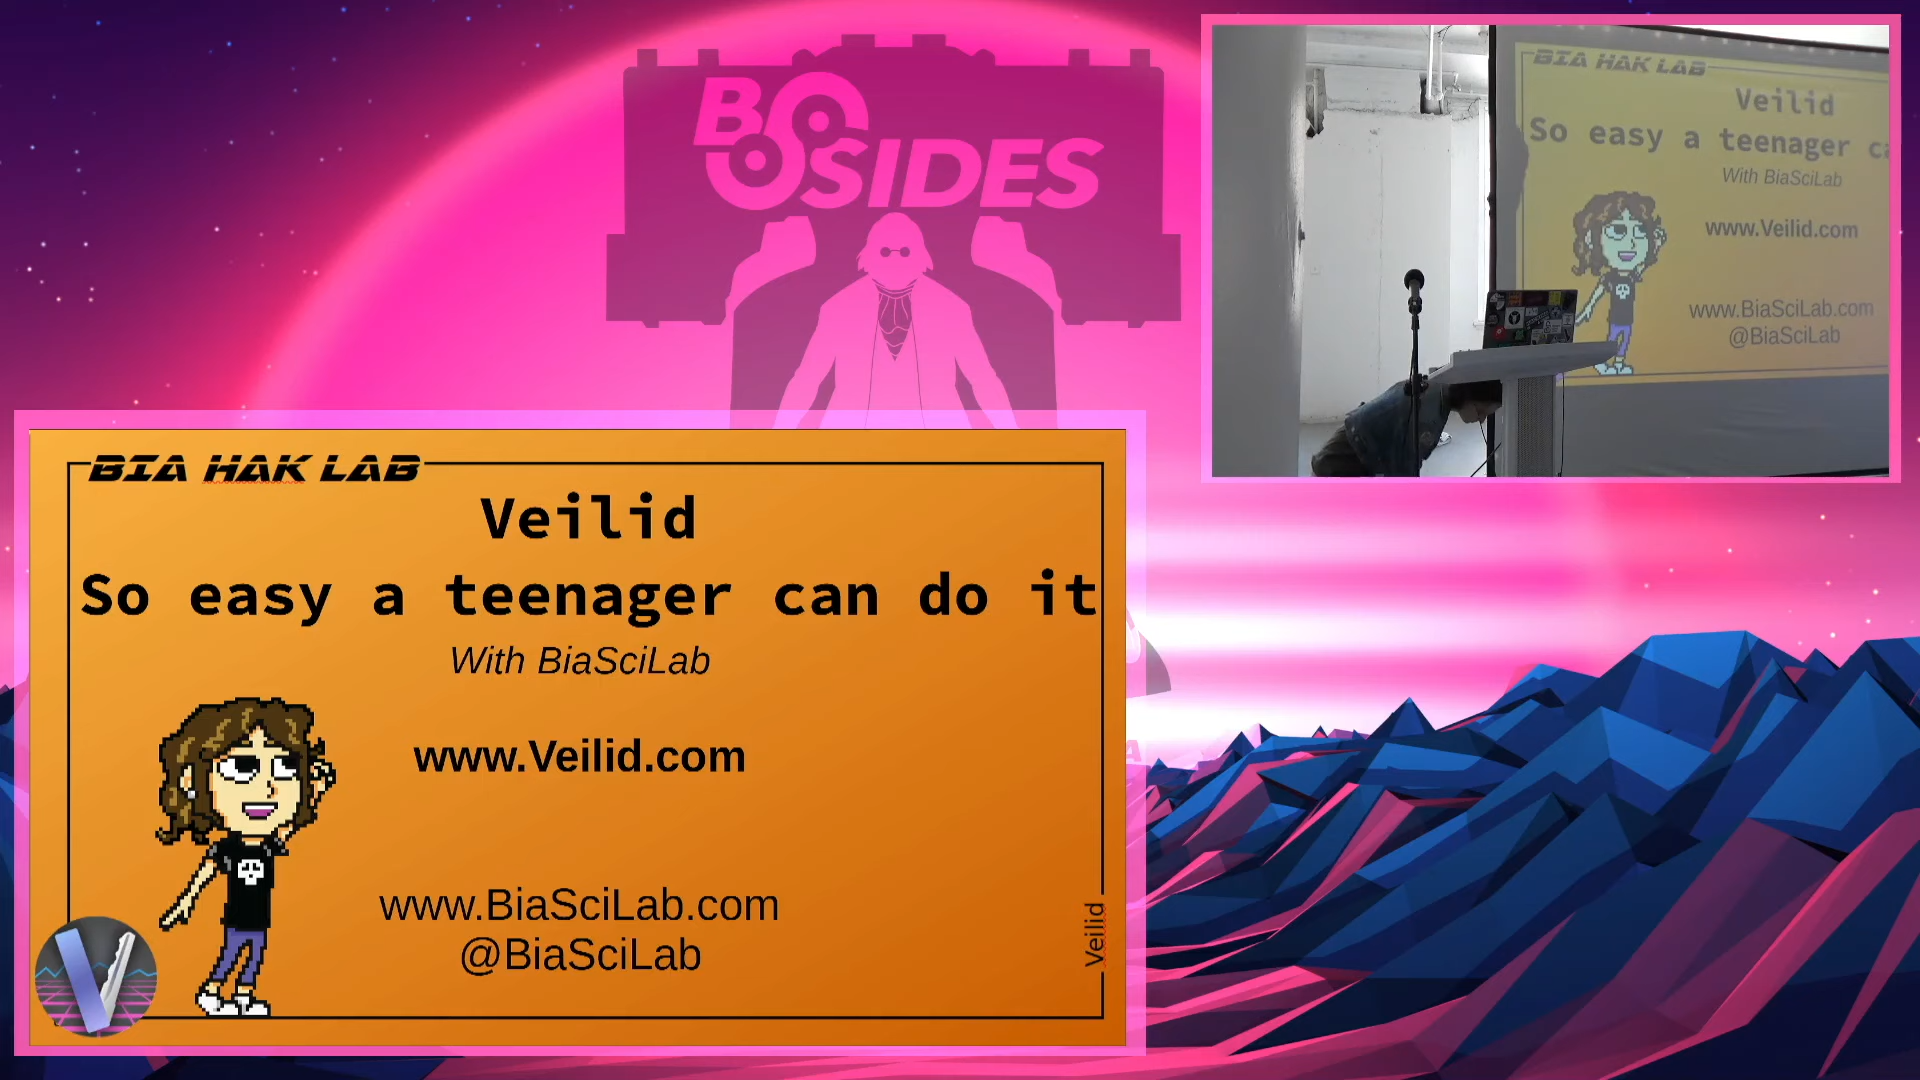 BSIDES
BIA HAK LAB
Veilid
So easy a teenager can do it
With BiaSciLab
www.Veilid.com
www.BiaSciLab.com
@BiaSciLab
Veilid
BIA HAK LAB
Veilid
So easy a teenager ca
With BiaSciLab
www.Veilid.com
www.BiaSciLab.com
@BiaSciLab